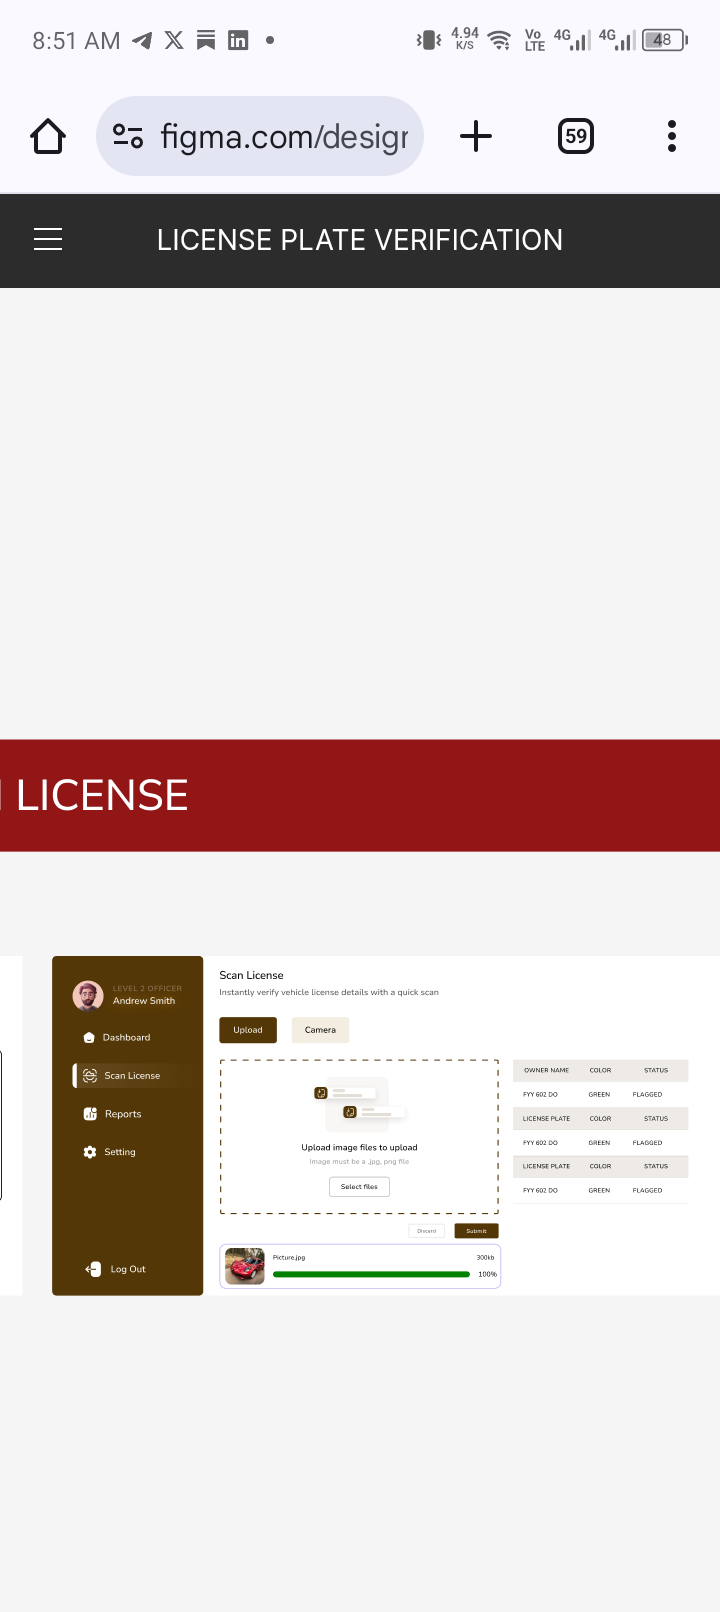 8:51 AM
4.94
K/S
Vo
LTE
4G
4G
48
figma.com/design
59
LICENSE PLATE VERIFICATION
LICENSE
LEVEL 2 OFFICER
Andrew Smith
Dashboard
Scan License
Reports
Setting
Log Out
Scan License
Instantly verify vehicle license details with a quick scan
Upload
Camera
Upload image files to upload
Image must be a .jpg, png file
Select files
Discard
Submit
Picture.jpg
300kb
100%
OWNER NAME COLOR STATUS
FYY 602 DO GREEN FLAGGED
LICENSE PLATE COLOR STATUS
FYY 602 DO GREEN FLAGGED
LICENSE PLATE COLOR STATUS
FYY 602 DO GREEN FLAGGED